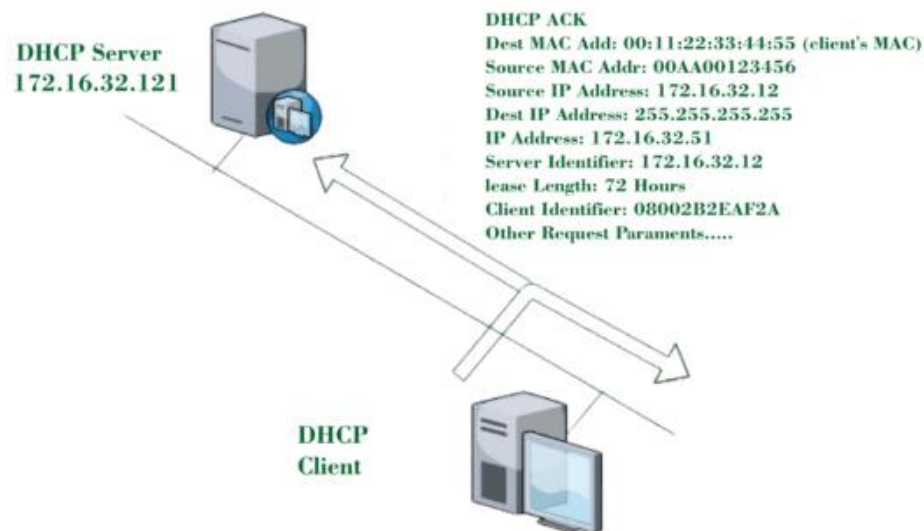 DHCP Server
172.16.32.121
DHCP ACK
Dest MAC Add: 00:11:22:33:44:55 (client's MAC)
Source MAC Addr: 00AA00123456
Source IP Address: 172.16.32.12
Dest IP Address: 255.255.255.255
IP Address: 172.16.32.51
Server Identifier: 172.16.32.12
lease Length: 72 Hours
Client Identifier: 08002B2EAF2A
Other Request Paraments.....
DHCP
Client